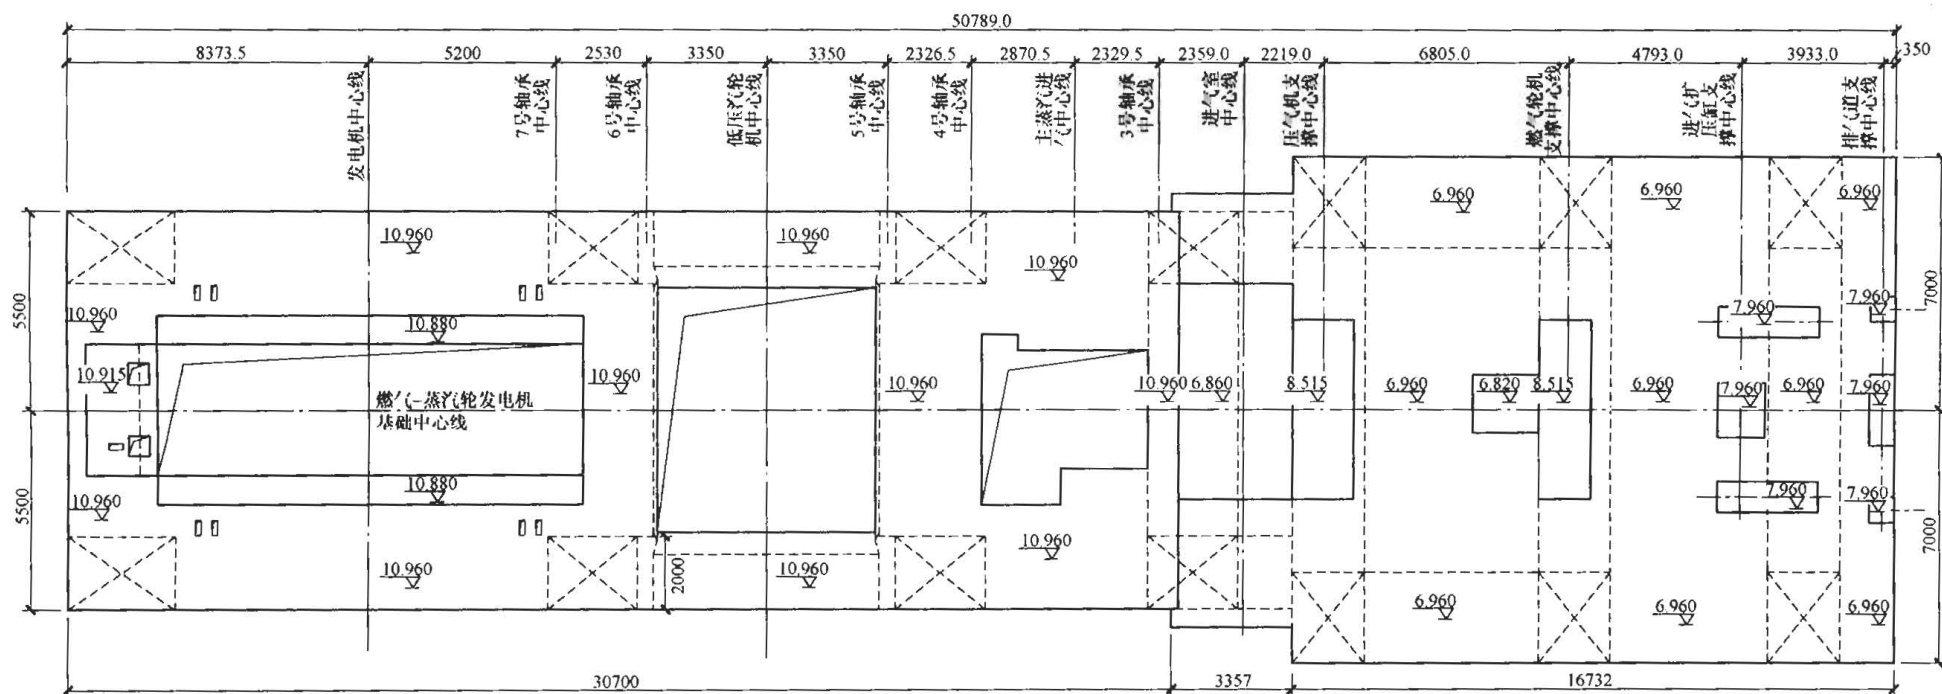 50789.0
8373.5
5200
2530
3350
3350
2326.5
2870.5
2329.5
2359.0
2219.0
6805.0
4793.0
3933.0
350
发电机中心线
7号轴承
中心线
6号轴承
中心线
低压汽轮
机中心线
5号轴承
中心线
4号轴承
中心线
主蒸汽进
气中心线
3号轴承
中心线
进气室
中心线
压气机支
撑中心线
燃气轮机
支撑中心线
进气扩
压缸支
撑中心线
排气道支
撑中心线
6.960
6.960
6.960
10.960
10.960
10.960
5500
7000
10.960
10.880
7.960
7.960
10.915
10.960
10.960
10.960
6.860
8.515
6.960
6.820
8.515
6.960
7.960
6.960
7.960
燃气-蒸汽轮发电机
基础中心线
10.880
7.960
7.960
5500
10.960
7000
10.960
10.960
10.960
2000
6.960
6.960
6.960
30700
3357
16732